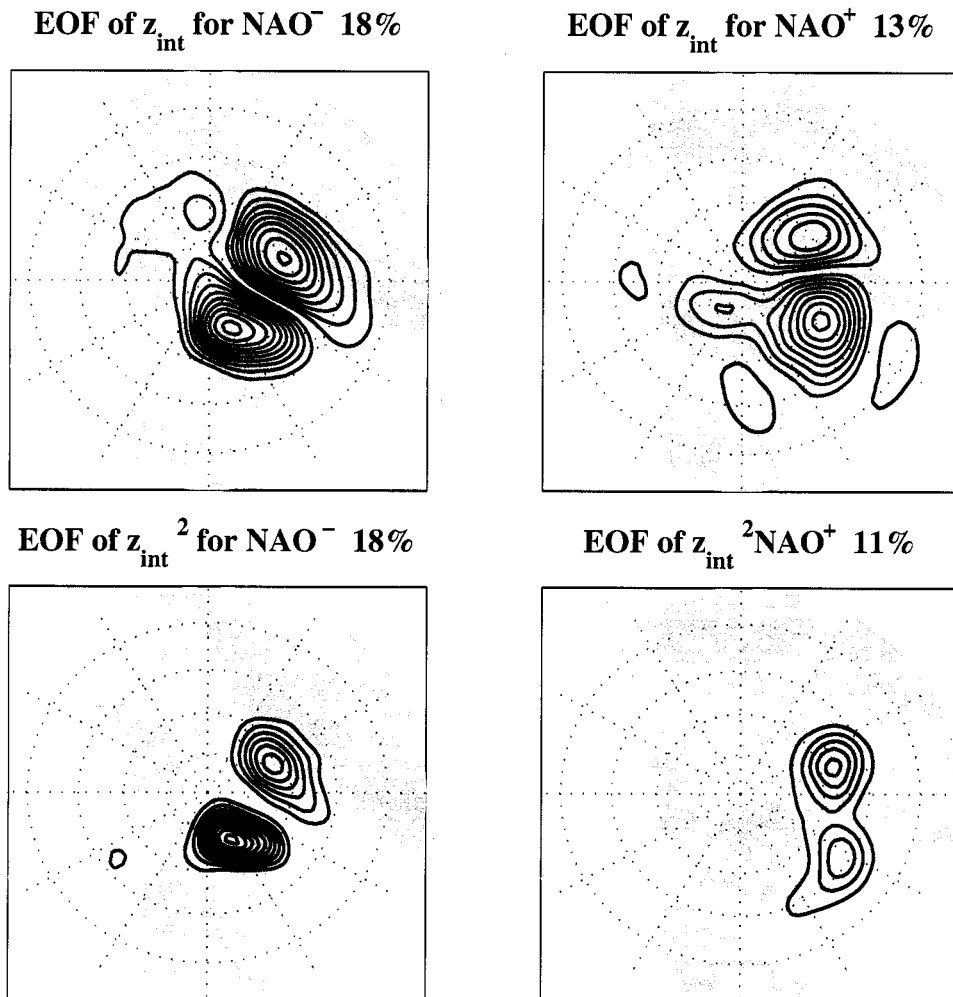 EOF of z_int for NAO⁻ 18%
EOF of z_int for NAO⁺ 13%
EOF of z_int ² for NAO⁻ 18%
EOF of z_int ²NAO⁺ 11%